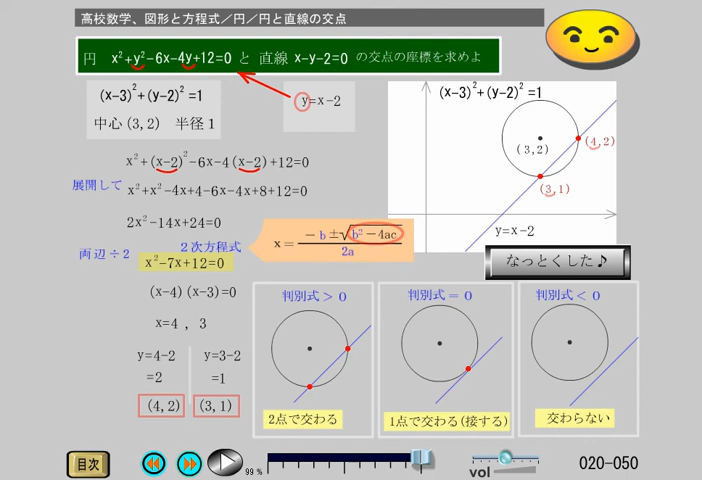 高校数学、図形と方程式／円／円と直線の交点
円 x²+y²−6x−4y+12=0 と 直線 x−y−2=0 の交点の座標を求めよ
(x−3)²+(y−2)²=1
中心(3,2) 半径1
y=x−2
x²+(x−2)²−6x−4(x−2)+12=0
展開して x²+x²−4x+4−6x−4x+8+12=0
2x²−14x+24=0
両辺÷2 2次方程式
x²−7x+12=0
x= −b±√b²−4ac / 2a
(x−4)(x−3)=0
x=4 , 3
y=4−2 y=3−2
=2 =1
(4,2) (3,1)
(x−3)²+(y−2)²=1
(3,2) (4,2)
(3,1)
y=x−2
なっとくした♪
判別式＞0 判別式＝0 判別式＜0
2点で交わる 1点で交わる(接する) 交わらない
目次 99% vol 020-050